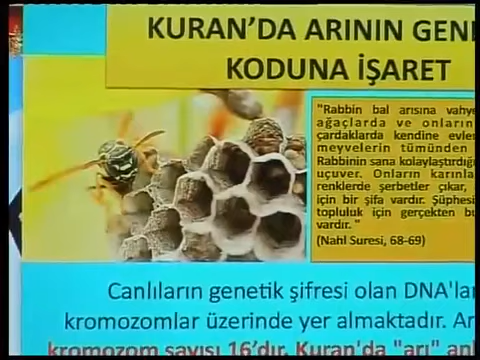 KURAN'DA ARININ GENE
KODUNA İŞARET
"Rabbin bal arısına vahye
ağaçlarda ve onların
çardaklarda kendine evler
meyvelerin tümünden
Rabbinin sana kolaylaştırdığı
uçuver. Onların karınla
renklerde şerbetler çıkar,
için bir şifa vardır. Şüphesi
topluluk için gerçekten bu
vardır."
(Nahl Suresi, 68-69)
Canlıların genetik şifresi olan DNA'lar
kromozomlar üzerinde yer almaktadır. Ar
kromozom sayısı 16'dır. Kuran'da "arı" anl